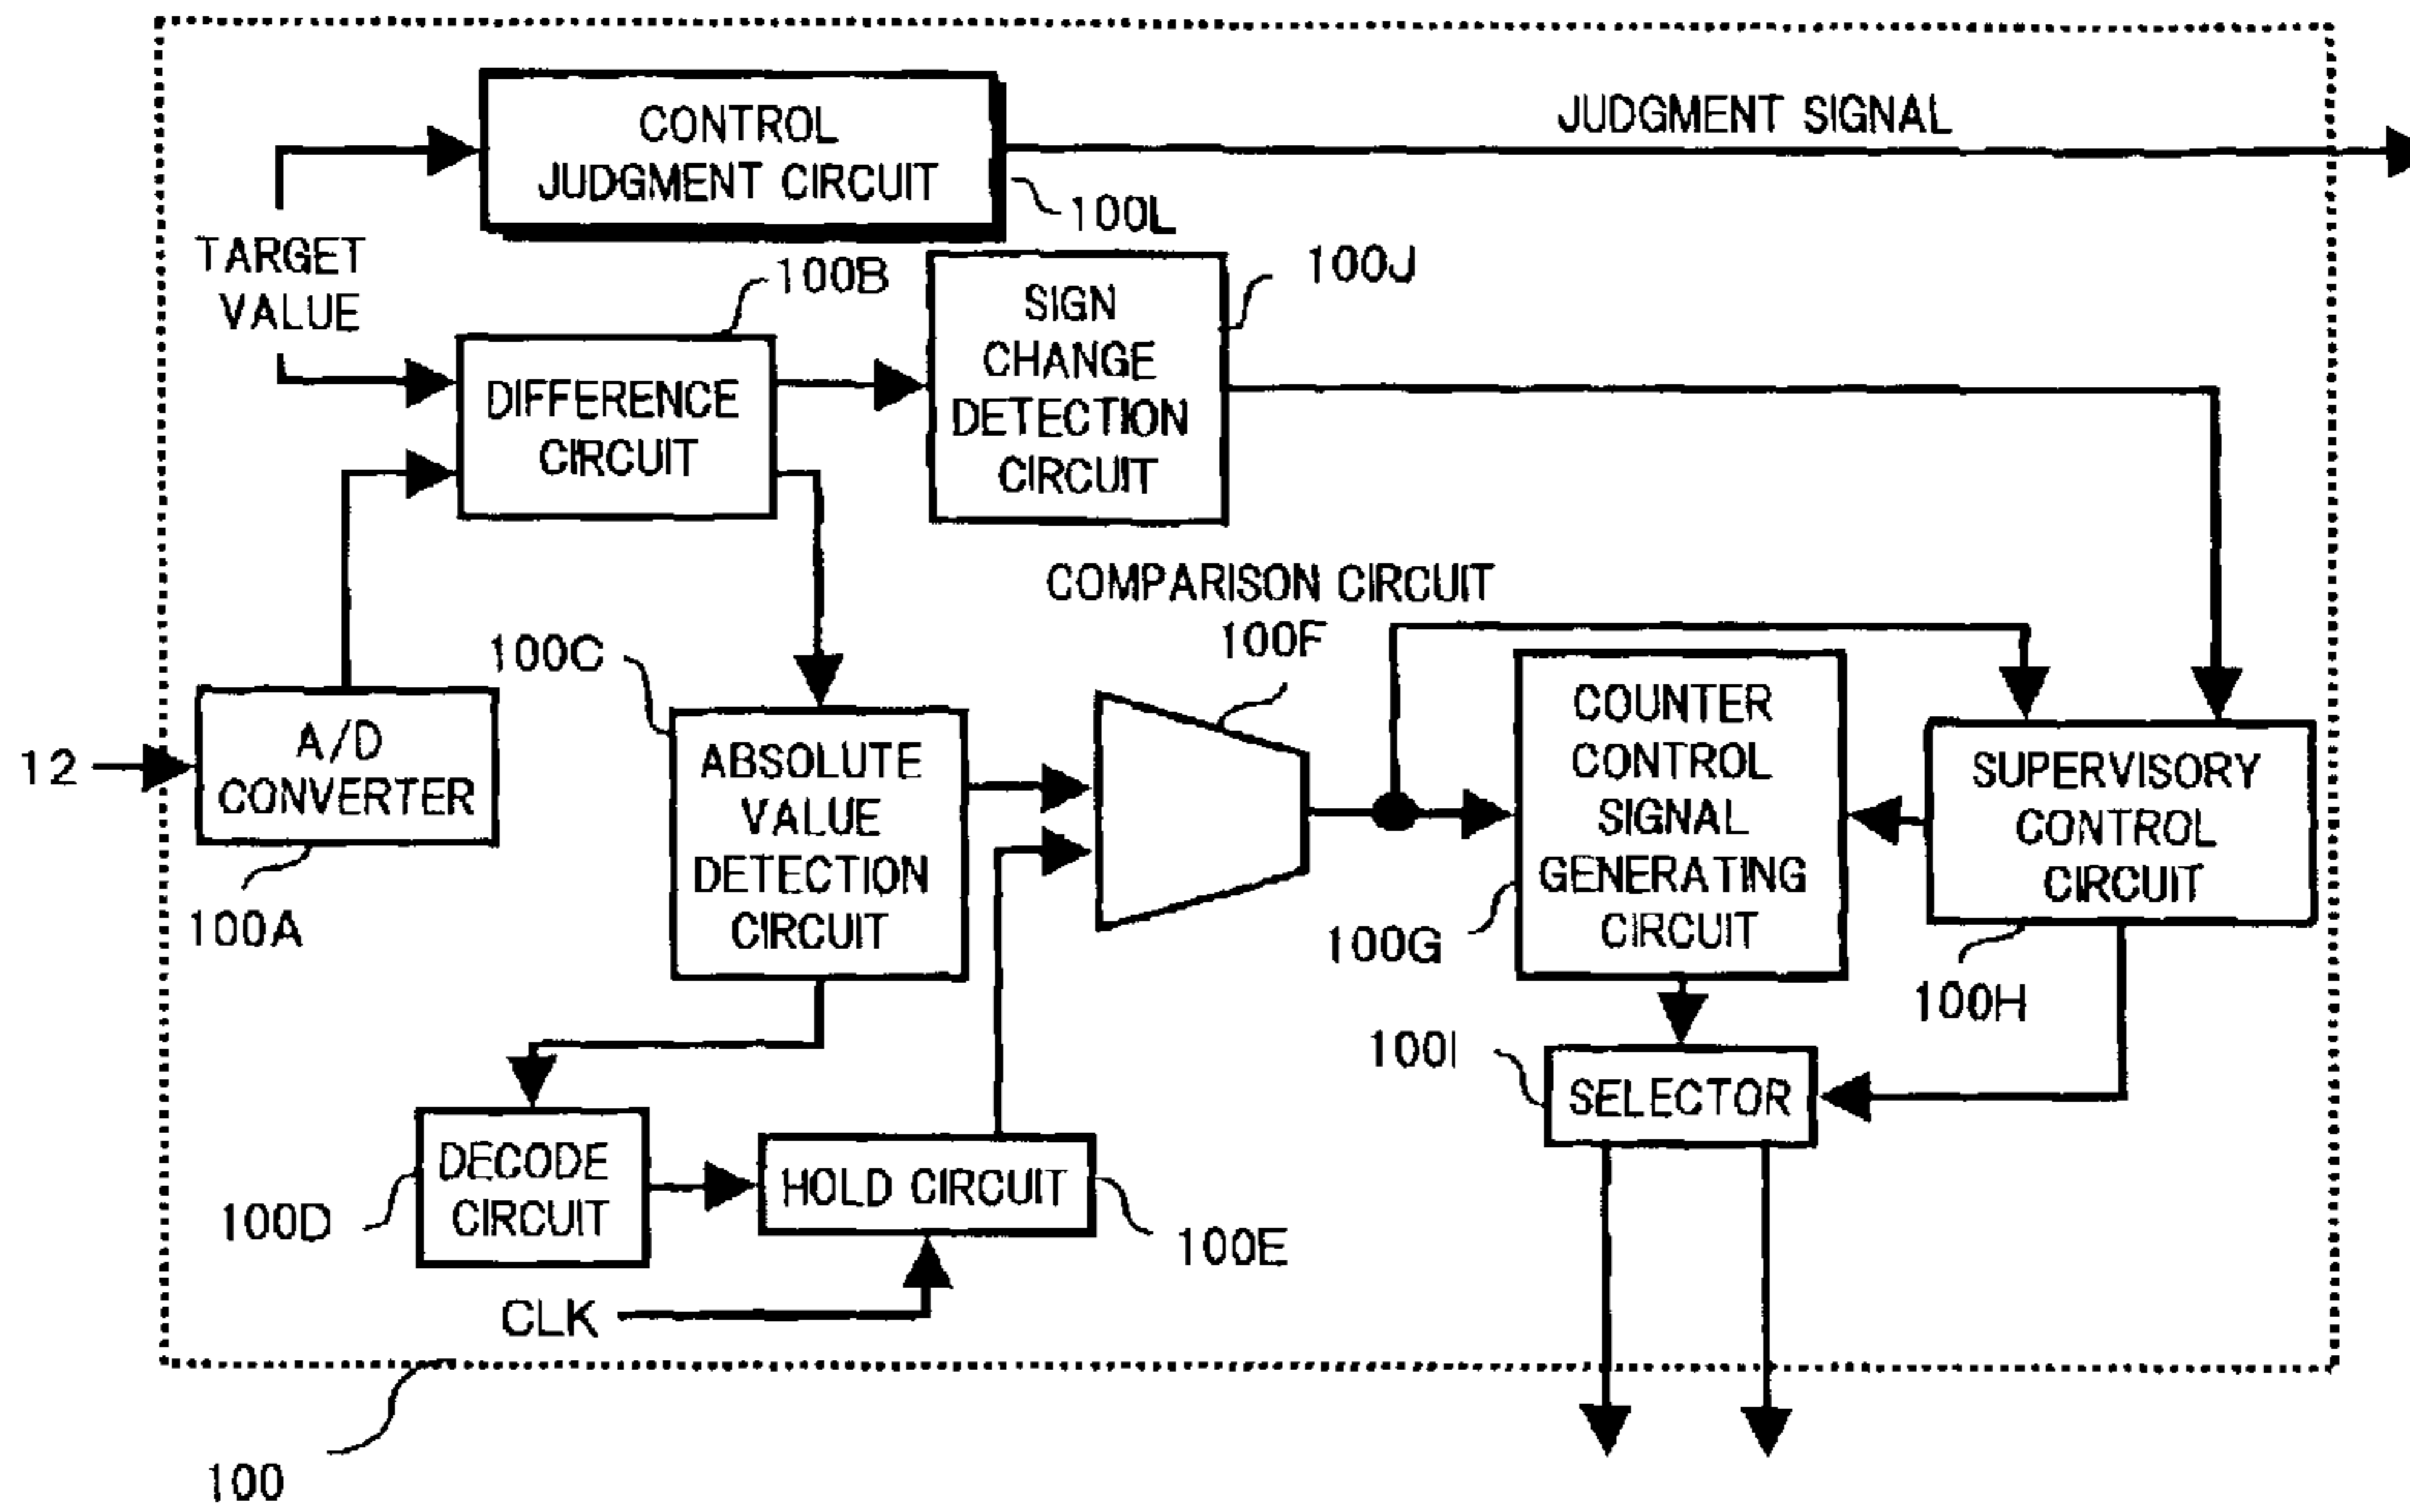 CONTROL
JUDGMENT CIRCUIT
JUDGMENT SIGNAL
100L
TARGET
VALUE
100B
100J
SIGN
CHANGE
DETECTION
CIRCUIT
DIFFERENCE
CIRCUIT
COMPARISON CIRCUIT
100F
100C
12
A/D
CONVERTER
100A
ABSOLUTE
VALUE
DETECTION
CIRCUIT
COUNTER
CONTROL
SIGNAL
GENERATING
CIRCUIT
100G
SUPERVISORY
CONTROL
CIRCUIT
100H
100I
SELECTOR
DECODE
CIRCUIT
100D
HOLD CIRCUIT
100E
CLK
100